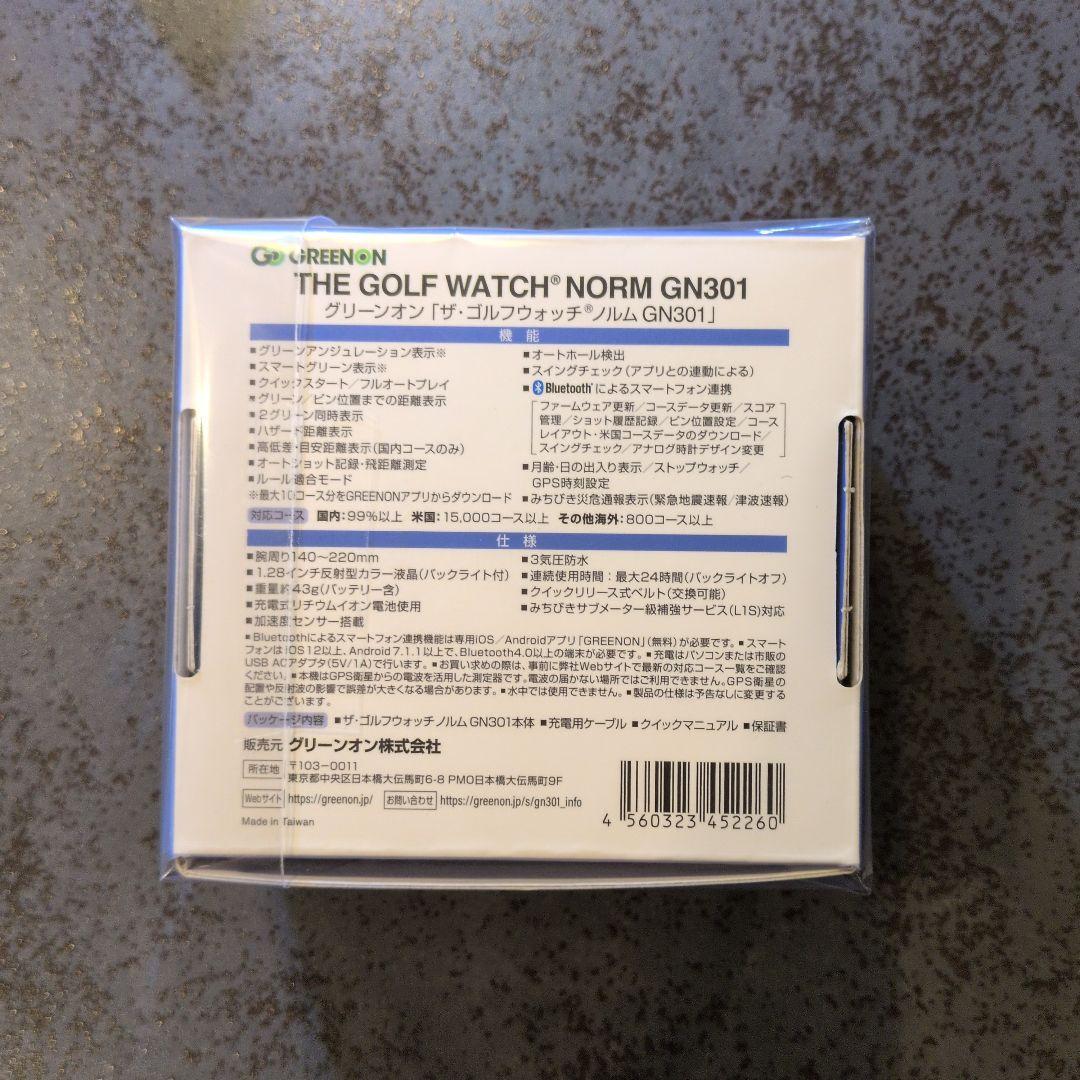 GREENON
THE GOLF WATCH® NORM GN301
グリーンオン「ザ・ゴルフウォッチ®ノルム GN301」
機能
■グリーンアンジュレーション表示※
■スマートグリーン表示※
■クイックスタート/フルオートプレイ
■グリーン/ピン位置までの距離表示
■2グリーン同時表示
■ハザード距離表示
■高低差・目安距離表示(国内コースのみ)
■オートショット記録・飛距離測定
■ルール適合モード
※最大10コース分をGREENONアプリからダウンロード
■オートホール検出
■スイングチェック(アプリとの連動による)
■Bluetooth®によるスマートフォン連携
ファームウェア更新/コースデータ更新/スコア
管理/ショット履歴記録/ピン位置設定/コース
レイアウト・米国コースデータのダウンロード/
スイングチェック/アナログ時計デザイン変更
■月齢・日の出入り表示/ストップウォッチ/
GPS時刻設定
■みちびき災危通報表示(緊急地震速報/津波速報)
対応コース 国内:99%以上 米国:15,000コース以上 その他海外:800コース以上
仕様
■腕周り140〜220mm
■1.28インチ反射型カラー液晶(バックライト付)
■重量約43g(バッテリー含)
■充電式リチウムイオン電池使用
■加速度センサー搭載
■3気圧防水
■連続使用時間:最大24時間(バックライトオフ)
■クイックリリース式ベルト(交換可能)
■みちびきサブメーター級補強サービス(L1S)対応
■Bluetoothによるスマートフォン連携機能は専用iOS/Androidアプリ「GREENON」(無料)が必要です。■スマート
フォンはiOS12以上、Android7.1.1以上で、Bluetooth4.0以上の端末が必要です。■充電はパソコンまたは市販の
USB ACアダプタ(5V/1A)で行います。■お買い求めの際は、事前に弊社Webサイトで最新の対応コース一覧をご確認
ください。■本機はGPS衛星からの電波を活用した測定器です。電波の届かない場所ではご利用できません。GPS衛星の
配置や反射波の影響で誤差が大きくなる場合があります。■水中では使用できません。■製品の仕様は予告なしに変更する
ことがございます。
パッケージ内容 ■ザ・ゴルフウォッチノルム GN301本体 ■充電用ケーブル ■クイックマニュアル ■保証書
販売元 グリーンオン株式会社
所在地 〒103-0011
東京都中央区日本橋大伝馬町6-8 PMO日本橋大伝馬町9F
Webサイト https://greenon.jp/ お問い合わせ https://greenon.jp/s/gn301_info
Made in Taiwan
4 560323 452260